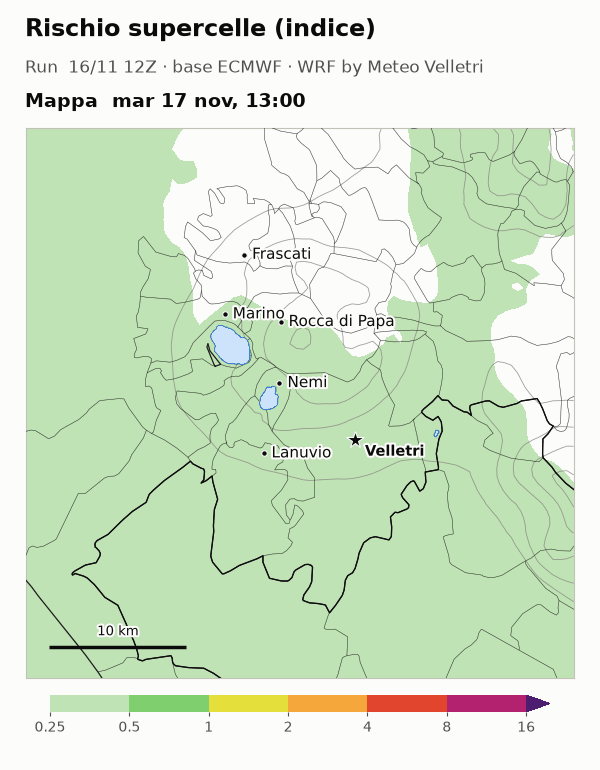 Rischio supercelle (indice)
Run 16/11 12Z · base ECMWF · WRF by Meteo Velletri
Mappa mar 17 nov, 13:00
Frascati
Marino
Rocca di Papa
Nemi
Velletri
Lanuvio
10 km
0.25 0.5 1 2 4 8 16